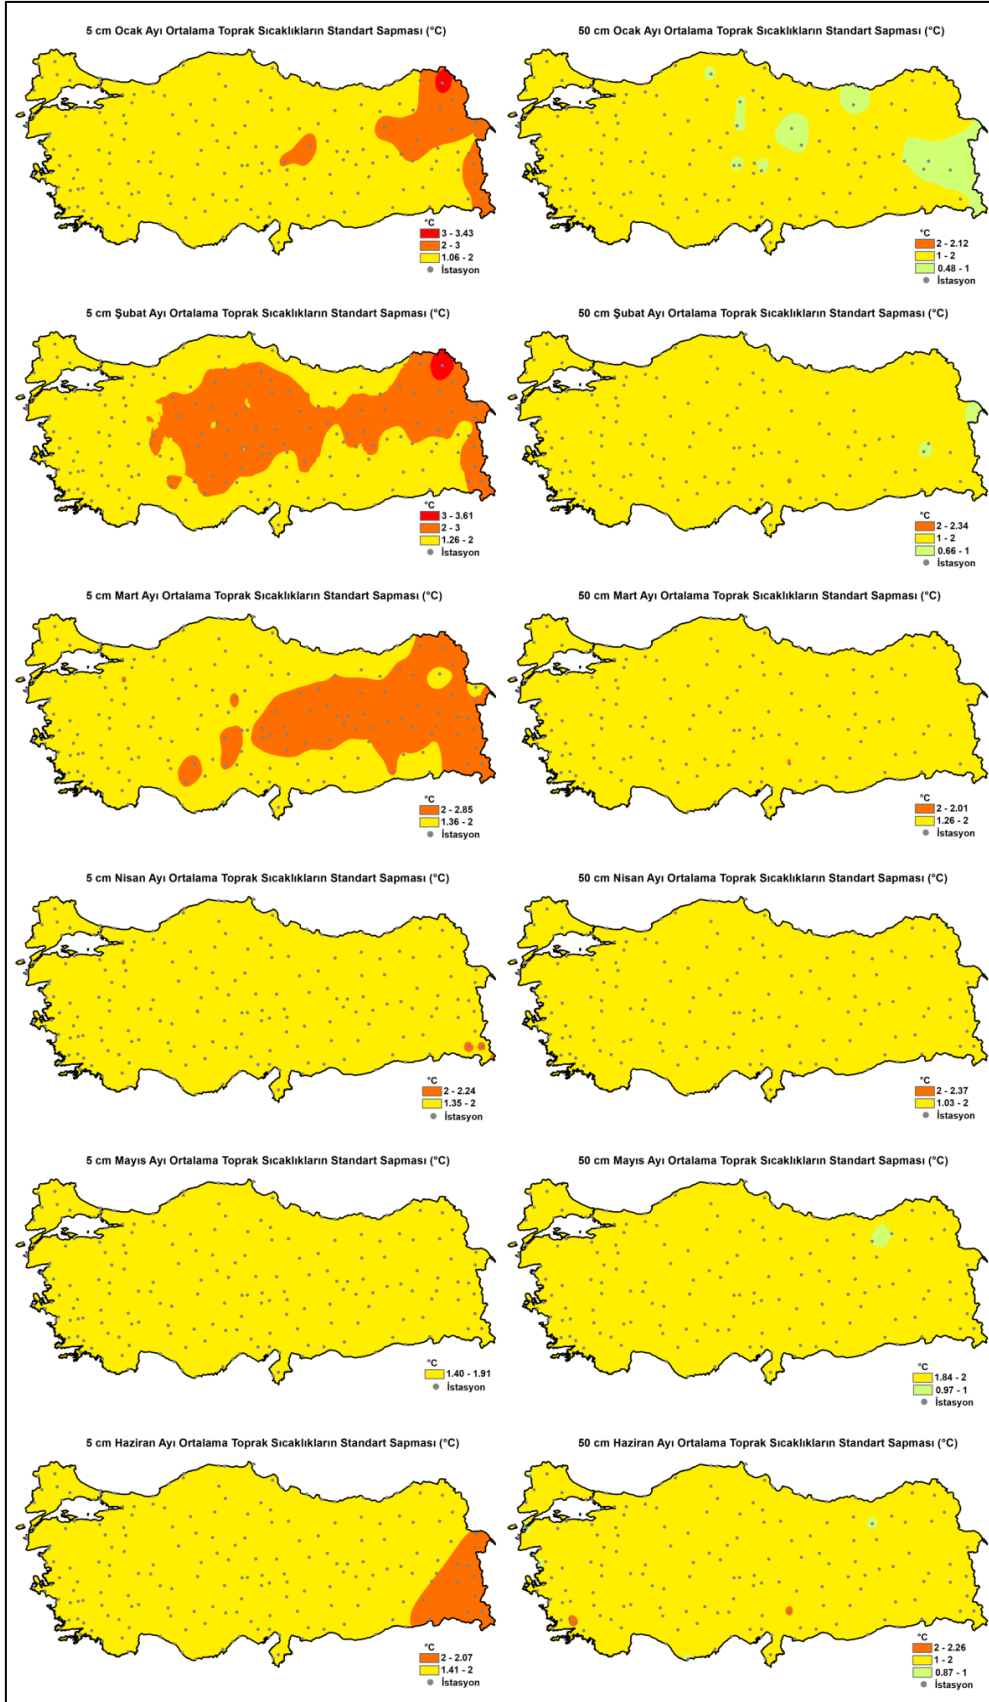 5 cm Ocak Ayı Ortalama Toprak Sıcaklıkların Standart Sapması (°C)
°C
3 - 3.43
2 - 3
1.06 - 2
İstasyon
50 cm Ocak Ayı Ortalama Toprak Sıcaklıkların Standart Sapması (°C)
°C
2 - 2.12
1 - 2
0.48 - 1
İstasyon
5 cm Şubat Ayı Ortalama Toprak Sıcaklıkların Standart Sapması (°C)
°C
3 - 3.61
2 - 3
1.26 - 2
İstasyon
50 cm Şubat Ayı Ortalama Toprak Sıcaklıkların Standart Sapması (°C)
°C
2 - 2.34
1 - 2
0.66 - 1
İstasyon
5 cm Mart Ayı Ortalama Toprak Sıcaklıkların Standart Sapması (°C)
°C
2 - 2.85
1.36 - 2
İstasyon
50 cm Mart Ayı Ortalama Toprak Sıcaklıkların Standart Sapması (°C)
°C
2 - 2.01
1.26 - 2
İstasyon
5 cm Nisan Ayı Ortalama Toprak Sıcaklıkların Standart Sapması (°C)
°C
2 - 2.24
1.35 - 2
İstasyon
50 cm Nisan Ayı Ortalama Toprak Sıcaklıkların Standart Sapması (°C)
°C
2 - 2.37
1.03 - 2
İstasyon
5 cm Mayıs Ayı Ortalama Toprak Sıcaklıkların Standart Sapması (°C)
°C
1.40 - 1.91
İstasyon
50 cm Mayıs Ayı Ortalama Toprak Sıcaklıkların Standart Sapması (°C)
°C
1.84 - 2
0.97 - 1
İstasyon
5 cm Haziran Ayı Ortalama Toprak Sıcaklıkların Standart Sapması (°C)
°C
2 - 2.07
1.41 - 2
İstasyon
50 cm Haziran Ayı Ortalama Toprak Sıcaklıkların Standart Sapması (°C)
°C
2 - 2.26
1 - 2
0.87 - 1
İstasyon